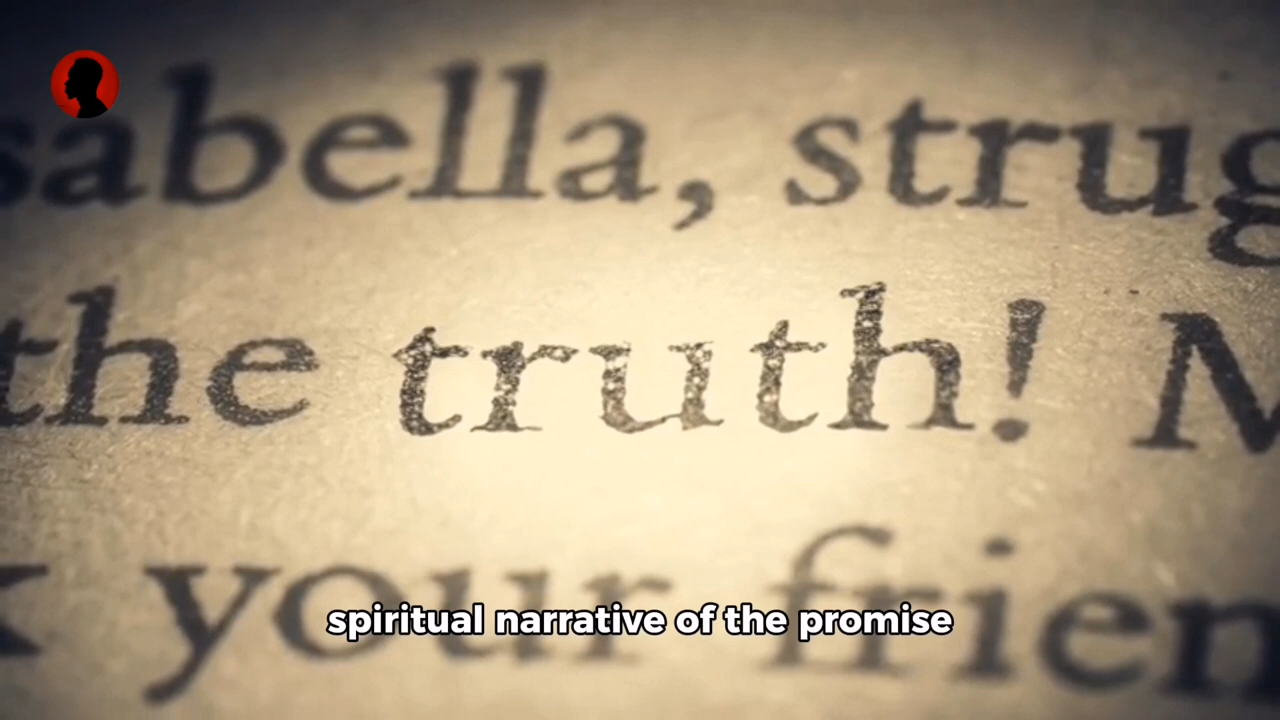 sabella, strug
the truth! M
k your frien
spiritual narrative of the promise